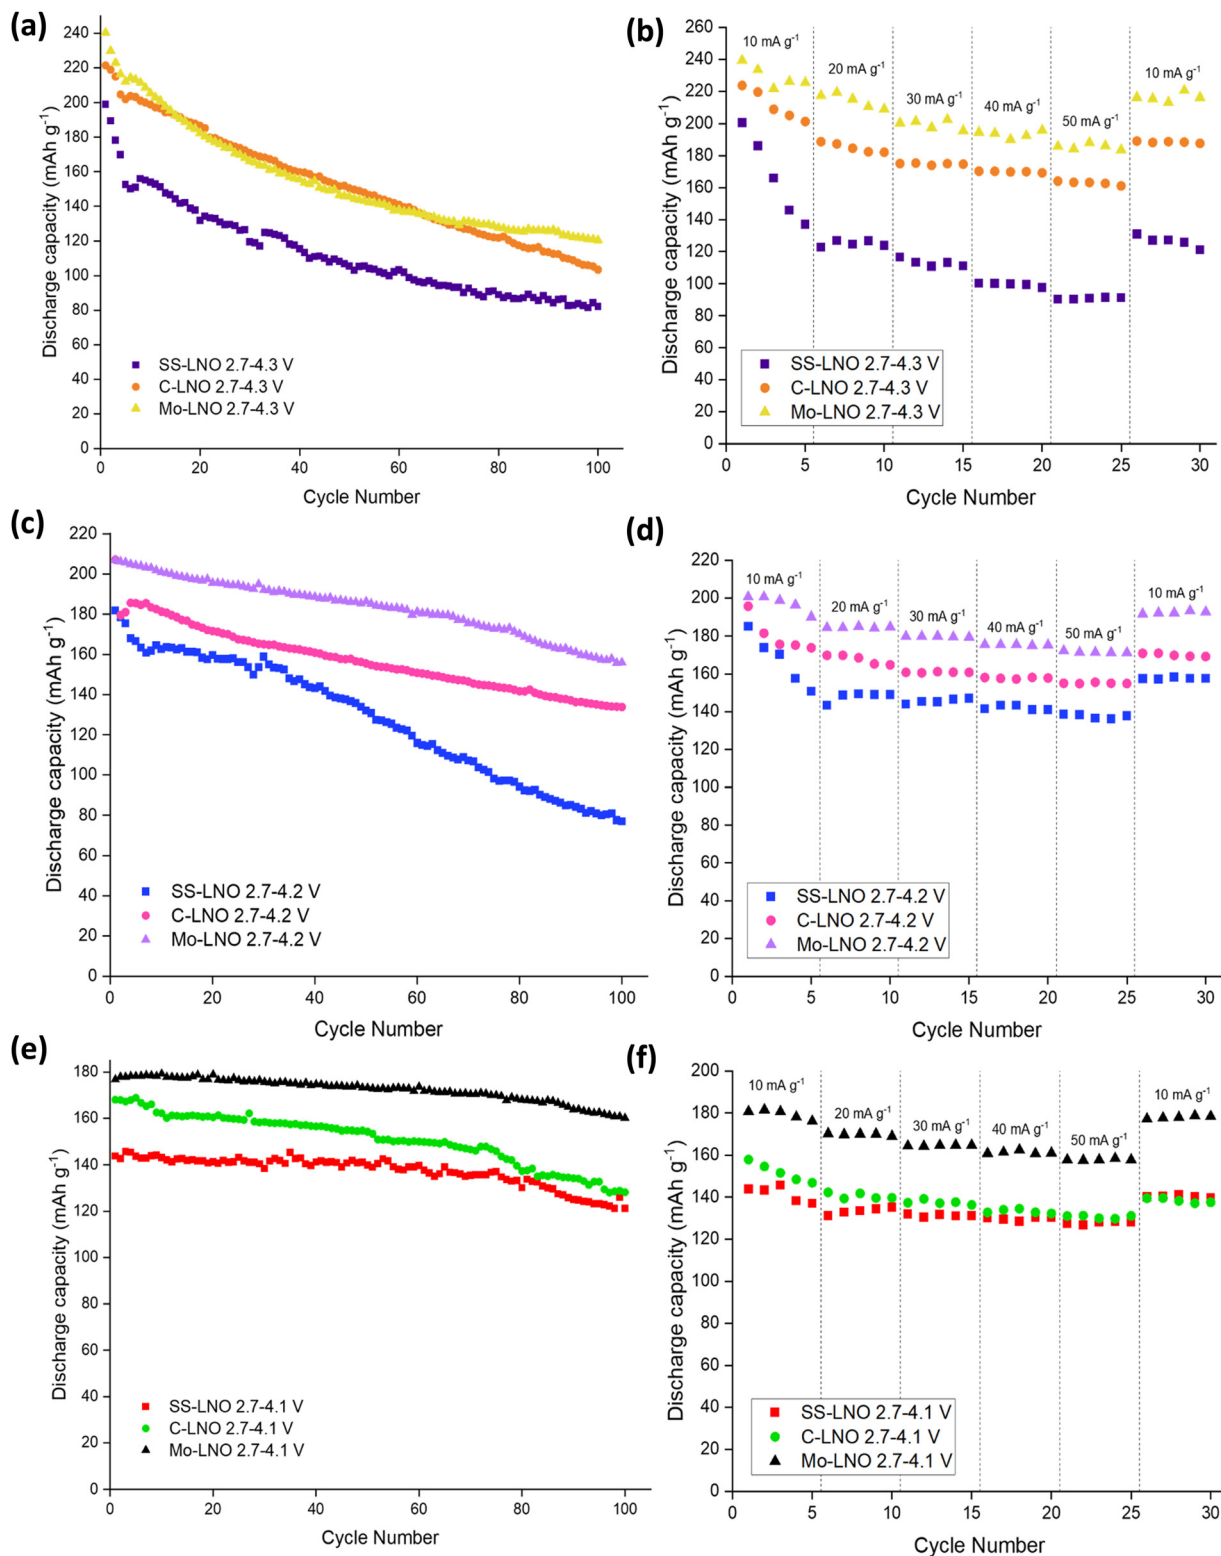 (a)
240
220
200
180
160
140
120
100
80
60
40
20
0
0 20 40 60 80 100
Discharge capacity (mAh g⁻¹)
Cycle Number
SS-LNO 2.7-4.3 V
C-LNO 2.7-4.3 V
Mo-LNO 2.7-4.3 V
(b)
260
240
220
200
180
160
140
120
100
80
60
40
20
0
0 5 10 15 20 25 30
Discharge capacity (mAh g⁻¹)
Cycle Number
10 mA g⁻¹
20 mA g⁻¹
30 mA g⁻¹
40 mA g⁻¹
50 mA g⁻¹
10 mA g⁻¹
SS-LNO 2.7-4.3 V
C-LNO 2.7-4.3 V
Mo-LNO 2.7-4.3 V
(c)
220
200
180
160
140
120
100
80
60
40
20
0
0 20 40 60 80 100
Discharge capacity (mAh g⁻¹)
Cycle Number
SS-LNO 2.7-4.2 V
C-LNO 2.7-4.2 V
Mo-LNO 2.7-4.2 V
(d)
220
200
180
160
140
120
100
80
60
40
20
0
0 5 10 15 20 25 30
Discharge capacity (mAh g⁻¹)
Cycle Number
10 mA g⁻¹
20 mA g⁻¹
30 mA g⁻¹
40 mA g⁻¹
50 mA g⁻¹
10 mA g⁻¹
SS-LNO 2.7-4.2 V
C-LNO 2.7-4.2 V
Mo-LNO 2.7-4.2 V
(e)
180
160
140
120
100
80
60
40
20
0
0 20 40 60 80 100
Discharge capacity (mAh g⁻¹)
Cycle Number
SS-LNO 2.7-4.1 V
C-LNO 2.7-4.1 V
Mo-LNO 2.7-4.1 V
(f)
200
180
160
140
120
100
80
60
40
20
0
0 5 10 15 20 25 30
Discharge capacity (mAh g⁻¹)
Cycle Number
10 mA g⁻¹
20 mA g⁻¹
30 mA g⁻¹
40 mA g⁻¹
50 mA g⁻¹
10 mA g⁻¹
SS-LNO 2.7-4.1 V
C-LNO 2.7-4.1 V
Mo-LNO 2.7-4.1 V